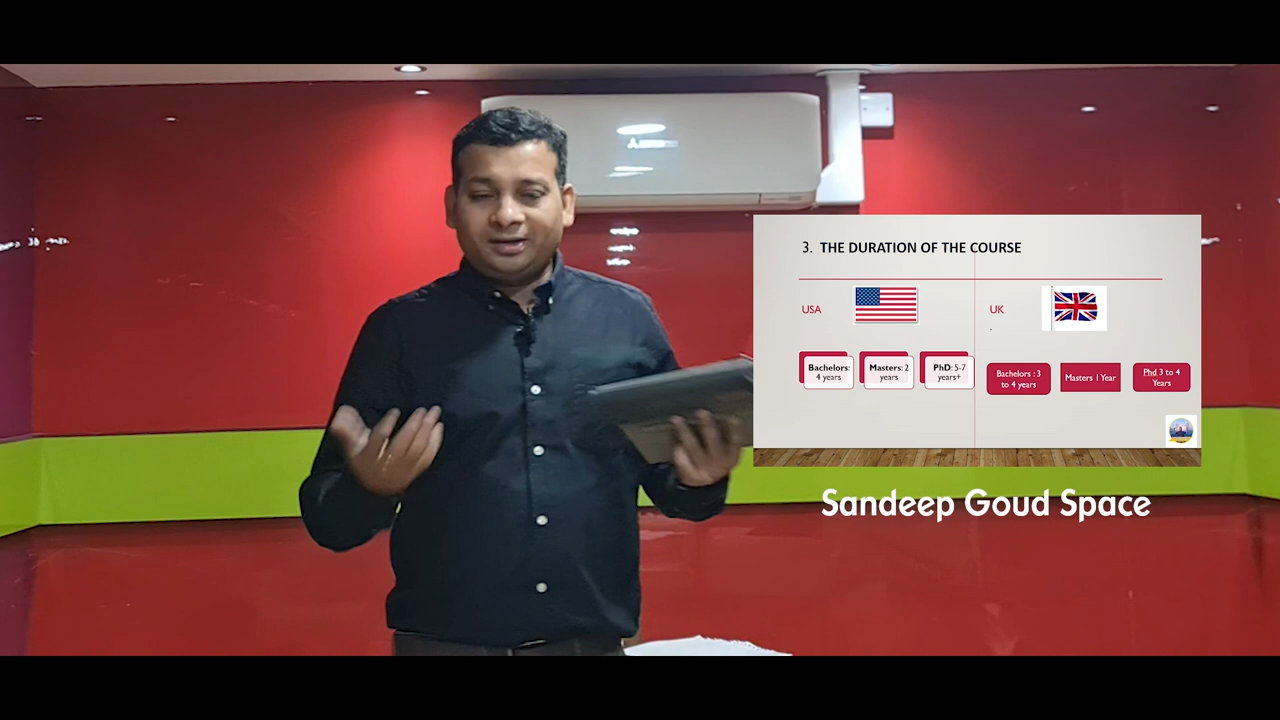 3. THE DURATION OF THE COURSE
USA
UK
.
Bachelors:
4 years
Masters: 2
years
PhD: 5-7
years+
Bachelors : 3
to 4 years
Masters 1 Year
Phd 3 to 4
Years
Sandeep Goud Space